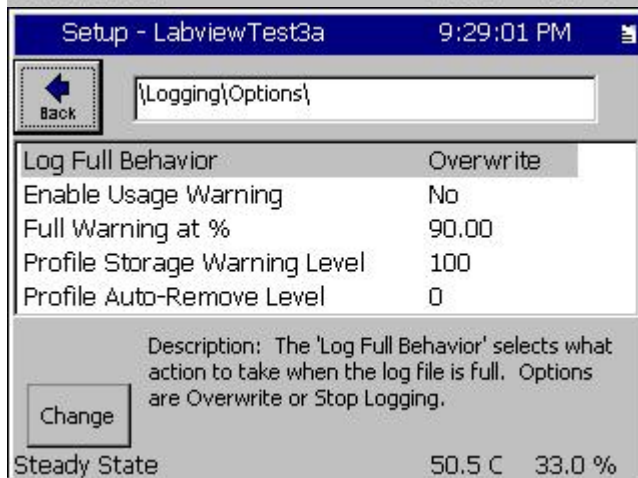 Setup - LabviewTest3a 9:29:01 PM
Back
\Logging\Options\
Log Full Behavior Overwrite
Enable Usage Warning No
Full Warning at % 90.00
Profile Storage Warning Level 100
Profile Auto-Remove Level 0
Description: The 'Log Full Behavior' selects what
action to take when the log file is full. Options
are Overwrite or Stop Logging.
Change
Steady State 50.5 C 33.0 %